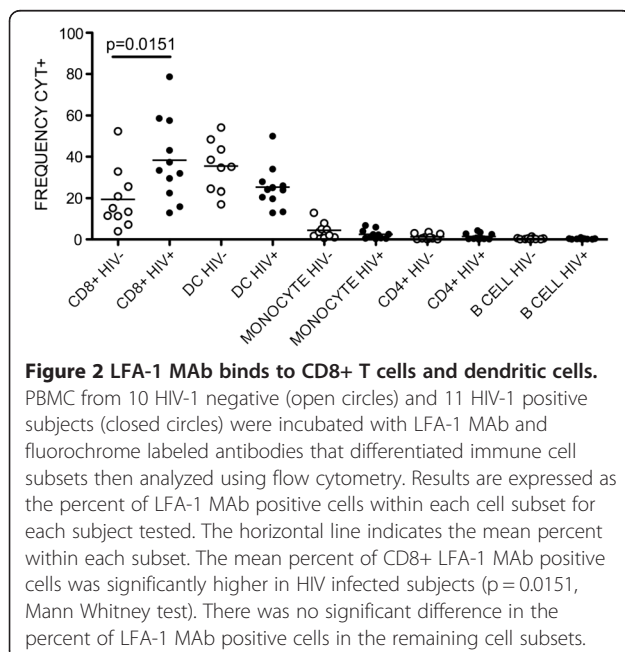 100
p=0.0151
80
60
40
20
0
FREQUENCY CYT+
CD8+ HIV-
CD8+ HIV+
DC HIV-
DC HIV+
MONOCYTE HIV-
MONOCYTE HIV+
CD4+ HIV-
CD4+ HIV+
B CELL HIV-
B CELL HIV+
Figure 2 LFA-1 MAb binds to CD8+ T cells and dendritic cells.
PBMC from 10 HIV-1 negative (open circles) and 11 HIV-1 positive
subjects (closed circles) were incubated with LFA-1 MAb and
fluorochrome labeled antibodies that differentiated immune cell
subsets then analyzed using flow cytometry. Results are expressed as
the percent of LFA-1 MAb positive cells within each cell subset for
each subject tested. The horizontal line indicates the mean percent
within each subset. The mean percent of CD8+ LFA-1 MAb positive
cells was significantly higher in HIV infected subjects (p = 0.0151,
Mann Whitney test). There was no significant difference in the
percent of LFA-1 MAb positive cells in the remaining cell subsets.